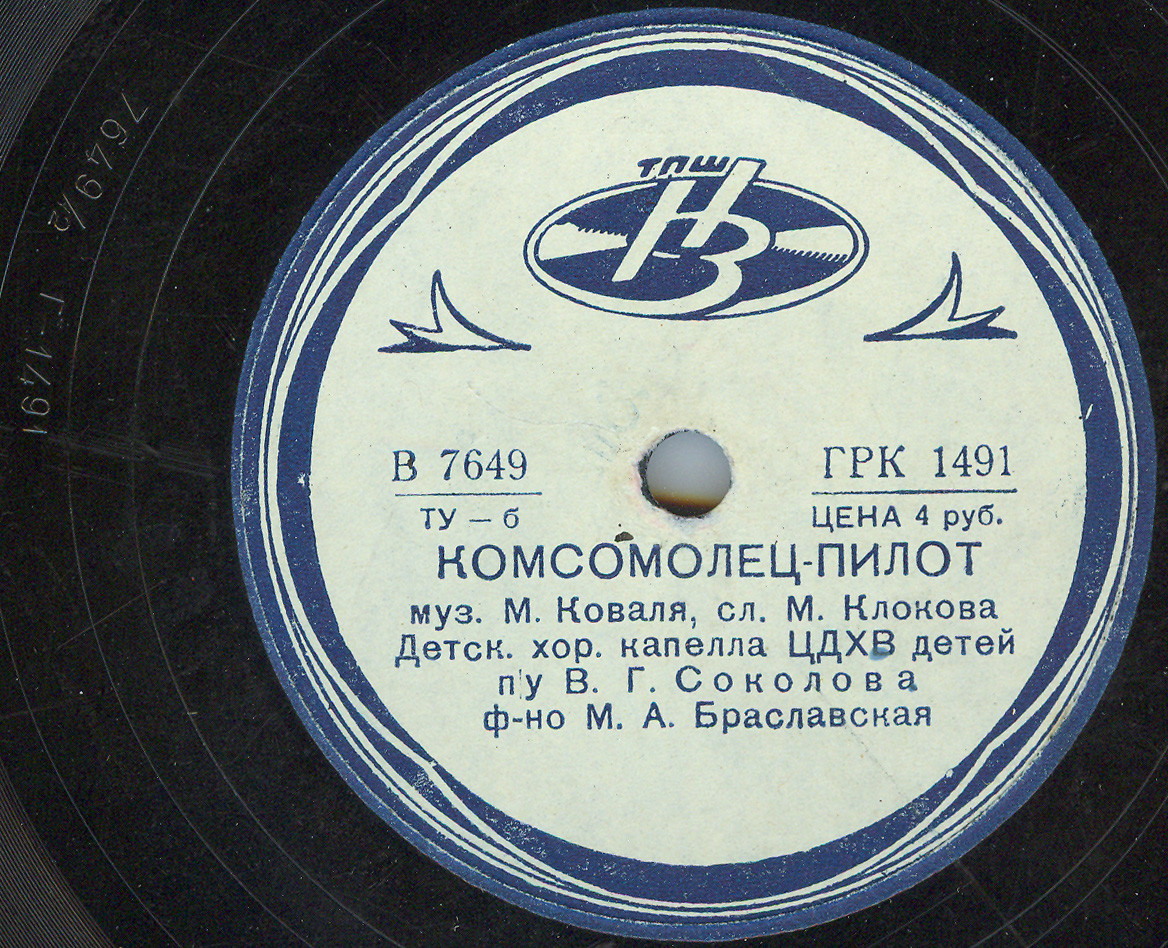 ТПШ
НЗ
В 7649 ГРК 1491
ТУ – б ЦЕНА 4 руб.
КОМСОМОЛЕЦ-ПИЛОТ
муз. М. Коваля, сл. М. Клокова
Детск. хор. капелла ЦДХВ детей
п/у В. Г. Соколова
ф-но М. А. Браславская
7649/2
Г-1491